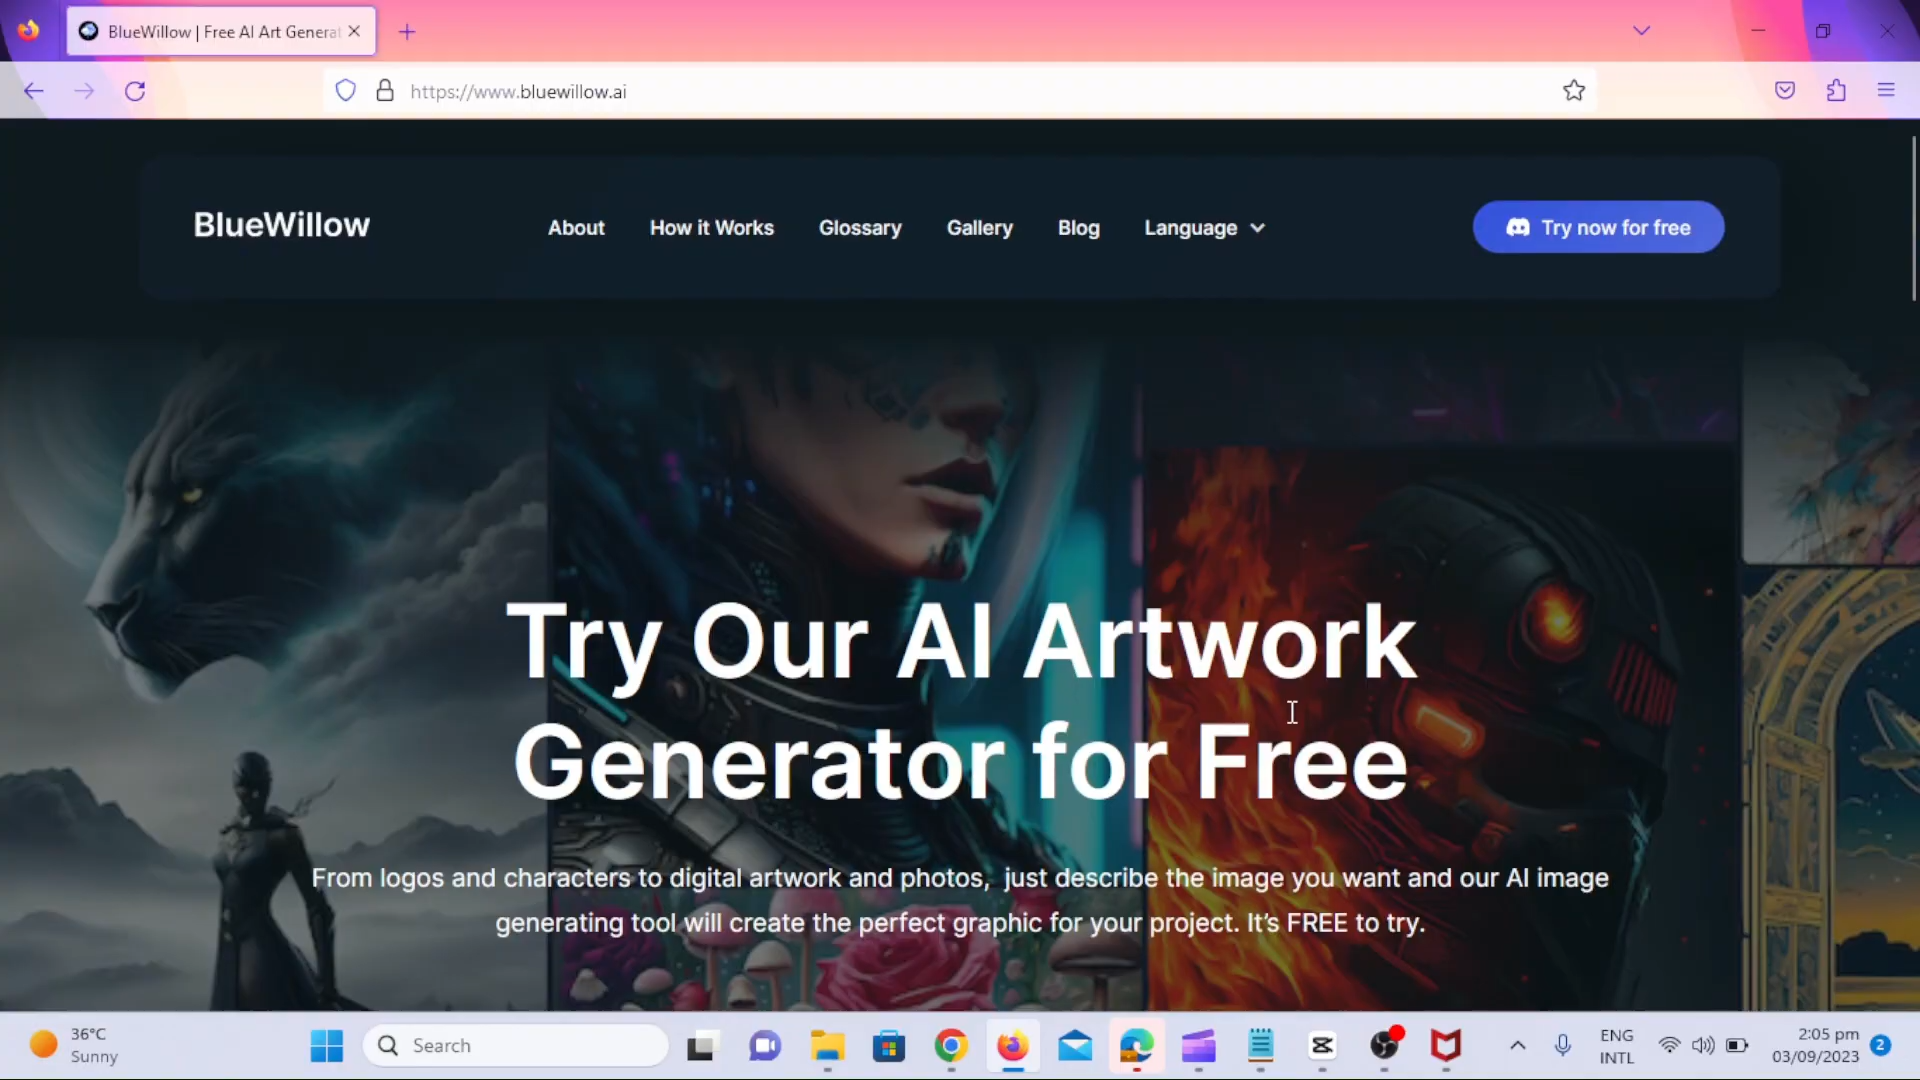 BlueWillow | Free AI Art Generat
https://www.bluewillow.ai
BlueWillow
About
How it Works
Glossary
Gallery
Blog
Language
Try now for free
Try Our AI Artwork
Generator for Free
From logos and characters to digital artwork and photos, just describe the image you want and our AI image
generating tool will create the perfect graphic for your project. It’s FREE to try.
36°C
Sunny
Search
ENG
INTL
2:05 pm
03/09/2023
2